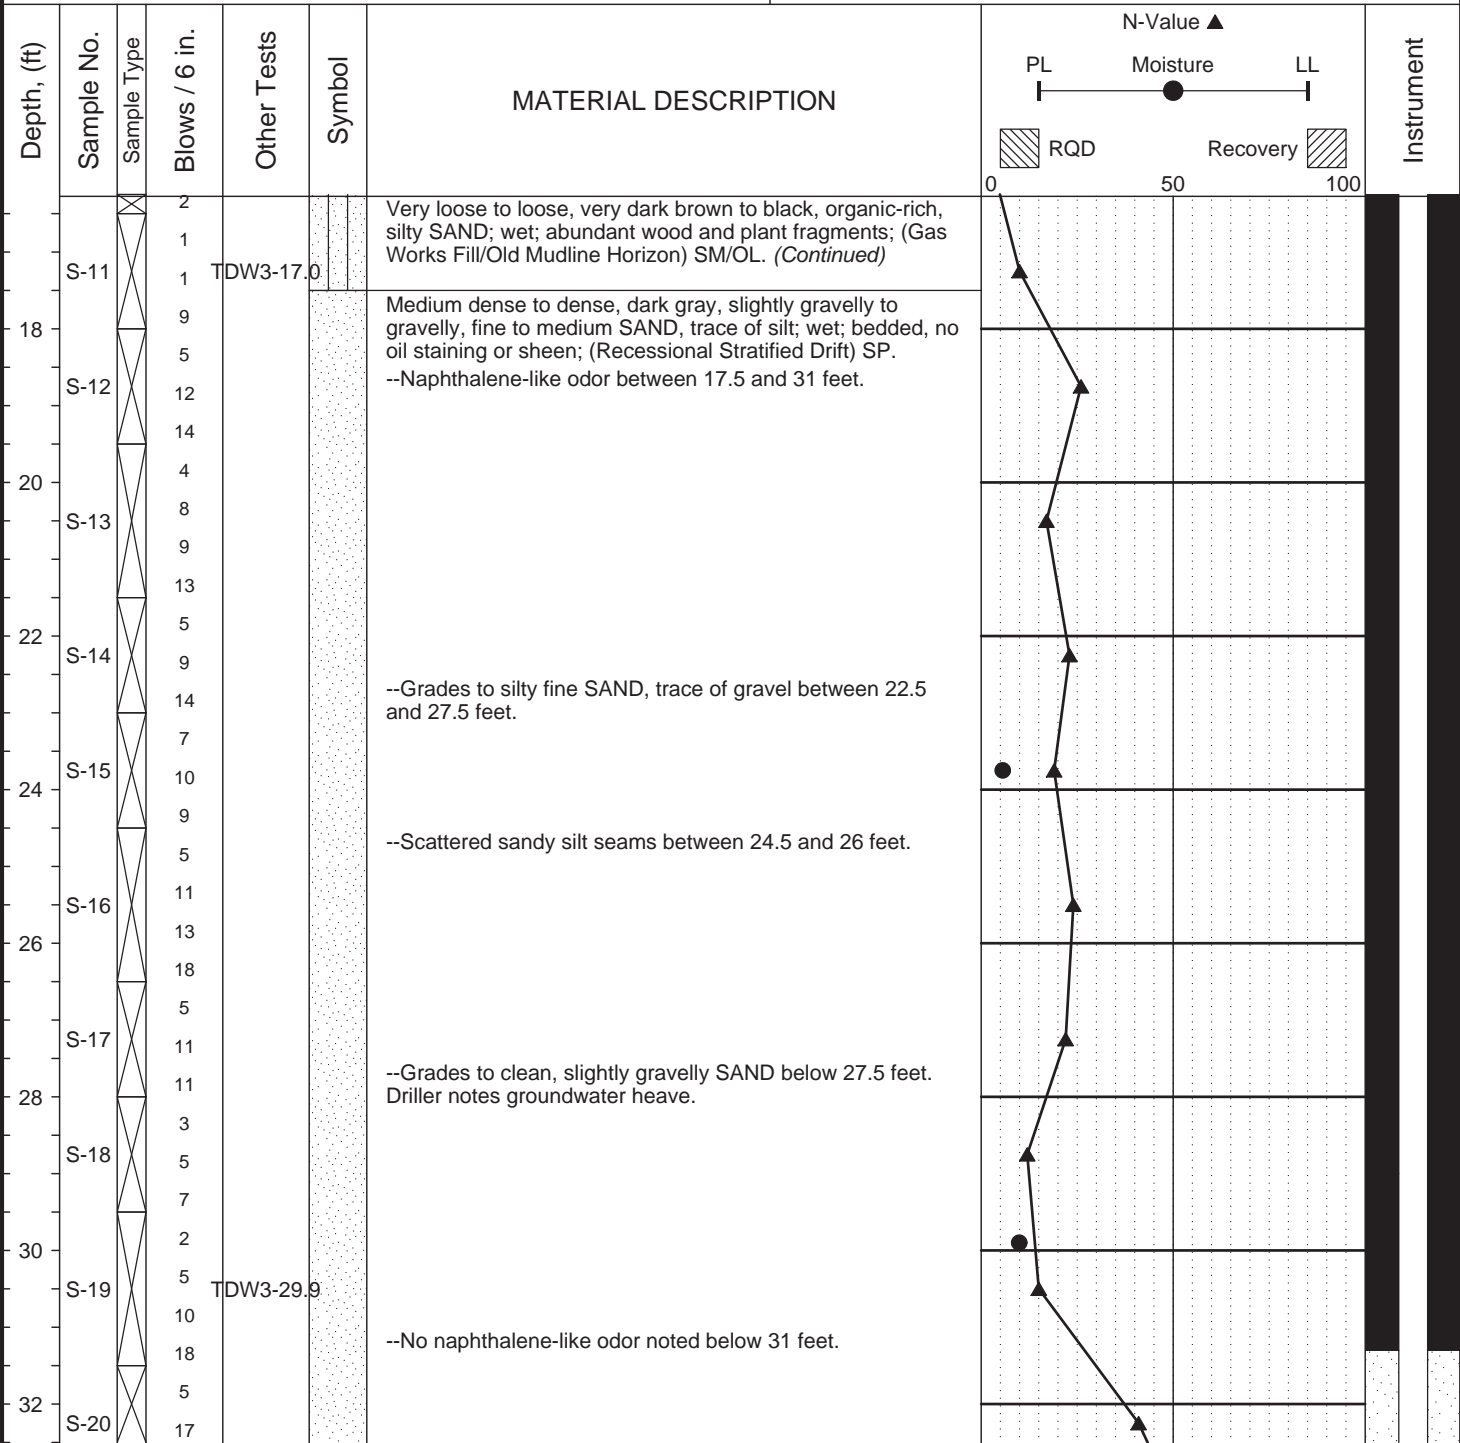 N-Value
PL Moisture LL
RQD Recovery
0 50 100
Depth, (ft)
Sample No.
Sample Type
Blows / 6 in.
Other Tests
Symbol
MATERIAL DESCRIPTION
Instrument
2
Very loose to loose, very dark brown to black, organic-rich,
silty SAND; wet; abundant wood and plant fragments; (Gas
1
Works Fill/Old Mudline Horizon) SM/OL. (Continued)
S-11 1 TDW3-17.0
Medium dense to dense, dark gray, slightly gravelly to
9
18
gravelly, fine to medium SAND, trace of silt; wet; bedded, no
oil staining or sheen; (Recessional Stratified Drift) SP.
5
--Naphthalene-like odor between 17.5 and 31 feet.
S-12 12
14
4
20
8
S-13
9
13
5
22
S-14 9
--Grades to silty fine SAND, trace of gravel between 22.5
14
and 27.5 feet.
7
S-15 10
24
9
--Scattered sandy silt seams between 24.5 and 26 feet.
5
11
S-16
13
26
18
5
S-17 11
--Grades to clean, slightly gravelly SAND below 27.5 feet.
11
Driller notes groundwater heave.
28
3
S-18 5
7
2
30
5
S-19 TDW3-29.9
10
--No naphthalene-like odor noted below 31 feet.
18
5
32
S-20 17